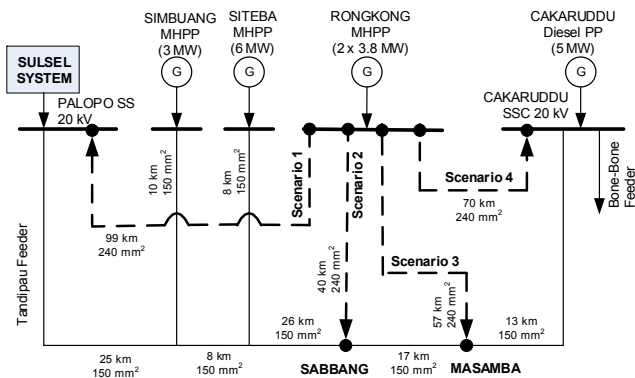 SIMBUANG
MHPP
(3 MW)
SITEBA
MHPP
(6 MW)
RONGKONG
MHPP
(2 x 3.8 MW)
CAKARUDDU
Diesel PP
(5 MW)
SULSEL
SYSTEM
G
G
G
G
PALOPO SS
20 kV
CAKARUDDU
SSC 20 kV
10 km
150 mm²
8 km
150 mm²
Scenario 1
Scenario 2
Scenario 4
70 km
240 mm²
Bone-Bone
Feeder
99 km
240 mm²
Tandipau Feeder
40 km
240 mm²
Scenario 3
57 km
240 mm²
13 km
150 mm²
26 km
150 mm²
25 km
150 mm²
8 km
150 mm²
SABBANG
17 km
150 mm²
MASAMBA